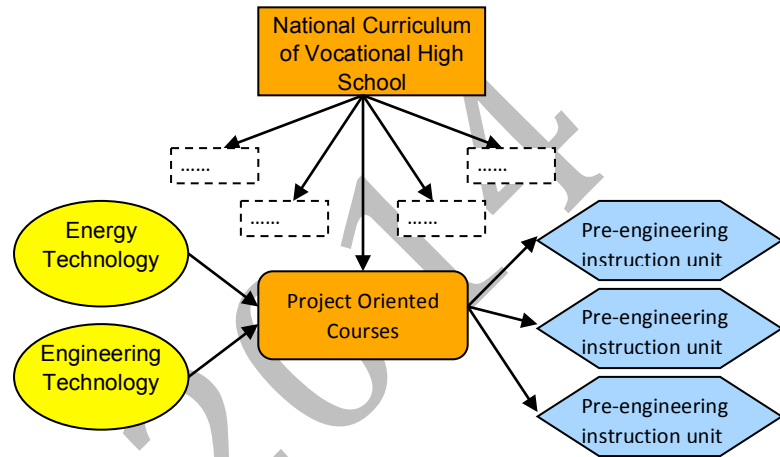 National Curriculum
of Vocational High
School
......
......
......
......
Energy
Technology
Engineering
Technology
Project Oriented
Courses
Pre-engineering
instruction unit
Pre-engineering
instruction unit
Pre-engineering
instruction unit
2014